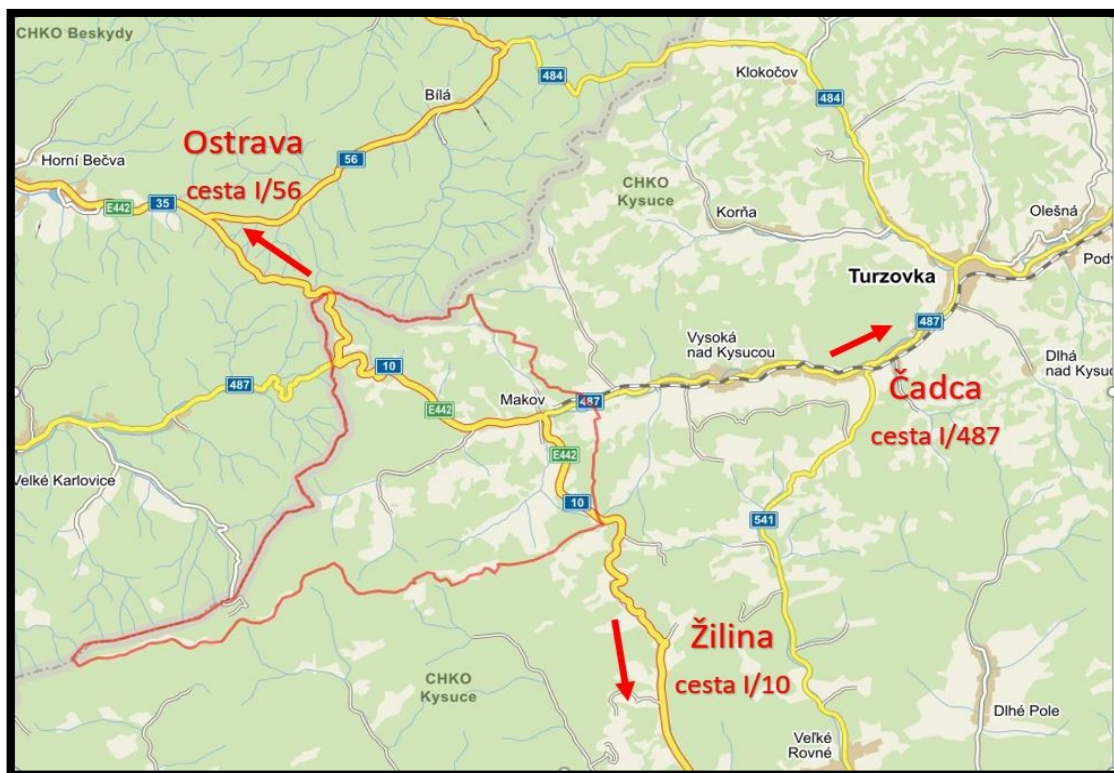 CHKO Beskydy
484
Klokočov
Bílá
484
Ostrava
cesta I/56
56
Horní Bečva
E442
35
CHKO
Kysuce
Korňa
Olešná
Turzovka
487
Vysoká
nad Kysucou
Dlhá
nad Kysuc
10
487
Makov
487
E442
Čadca
cesta I/487
E442
Velké Karlovice
10
541
Žilina
cesta I/10
CHKO
Kysuce
Dlhé Pole
Veľké
Rovné